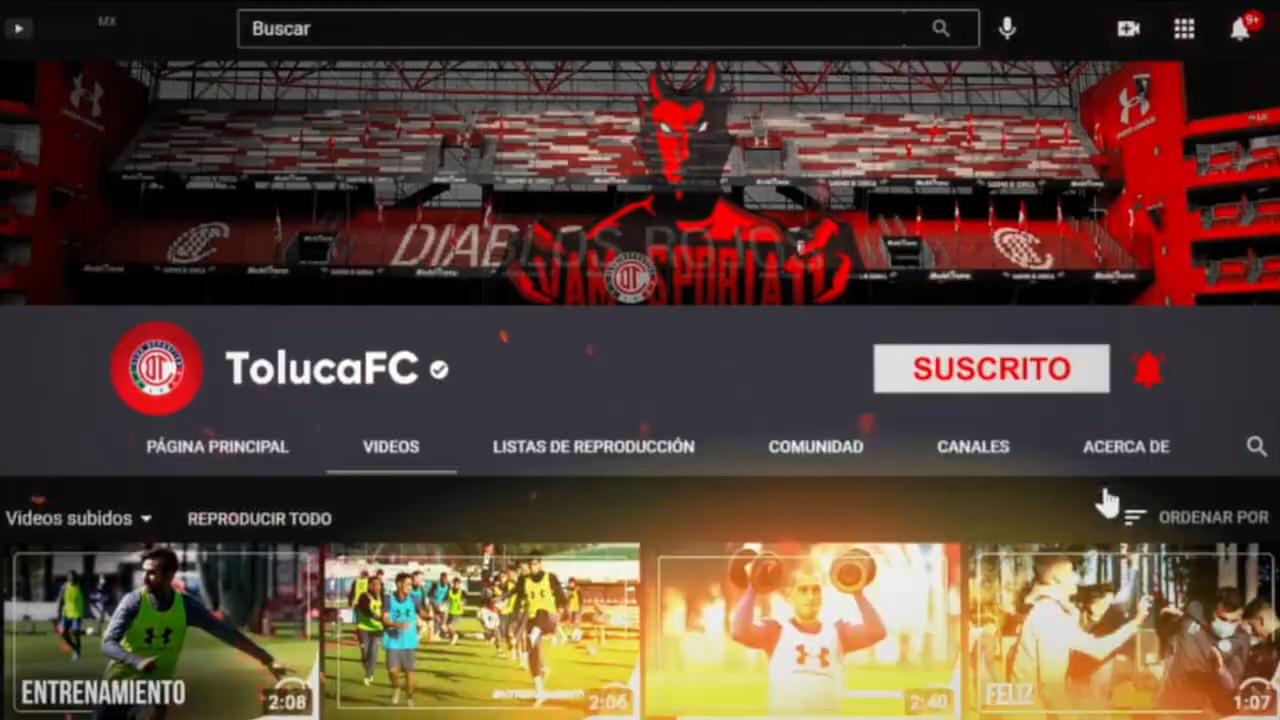 MX
Buscar
9+
DIABLOS ROJOS
TolucaFC
SUSCRITO
PÁGINA PRINCIPAL
VIDEOS
LISTAS DE REPRODUCCIÓN
COMUNIDAD
CANALES
ACERCA DE
Videos subidos
REPRODUCIR TODO
ORDENAR POR
ENTRENAMIENTO
2:08
2:06
2:40
FELIZ
1:07